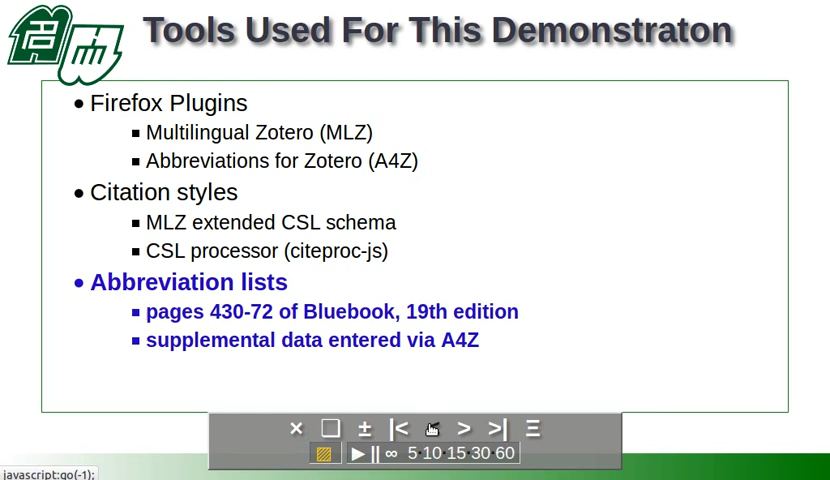 Tools Used For This Demonstraton
Firefox Plugins
Multilingual Zotero (MLZ)
Abbreviations for Zotero (A4Z)
Citation styles
MLZ extended CSL schema
CSL processor (citeproc-js)
Abbreviation lists
pages 430-72 of Bluebook, 19th edition
supplemental data entered via A4Z
× ❏ ± |< > >| Ξ
▶ || ∞ 5·10·15·30·60
javascript:go(-1);